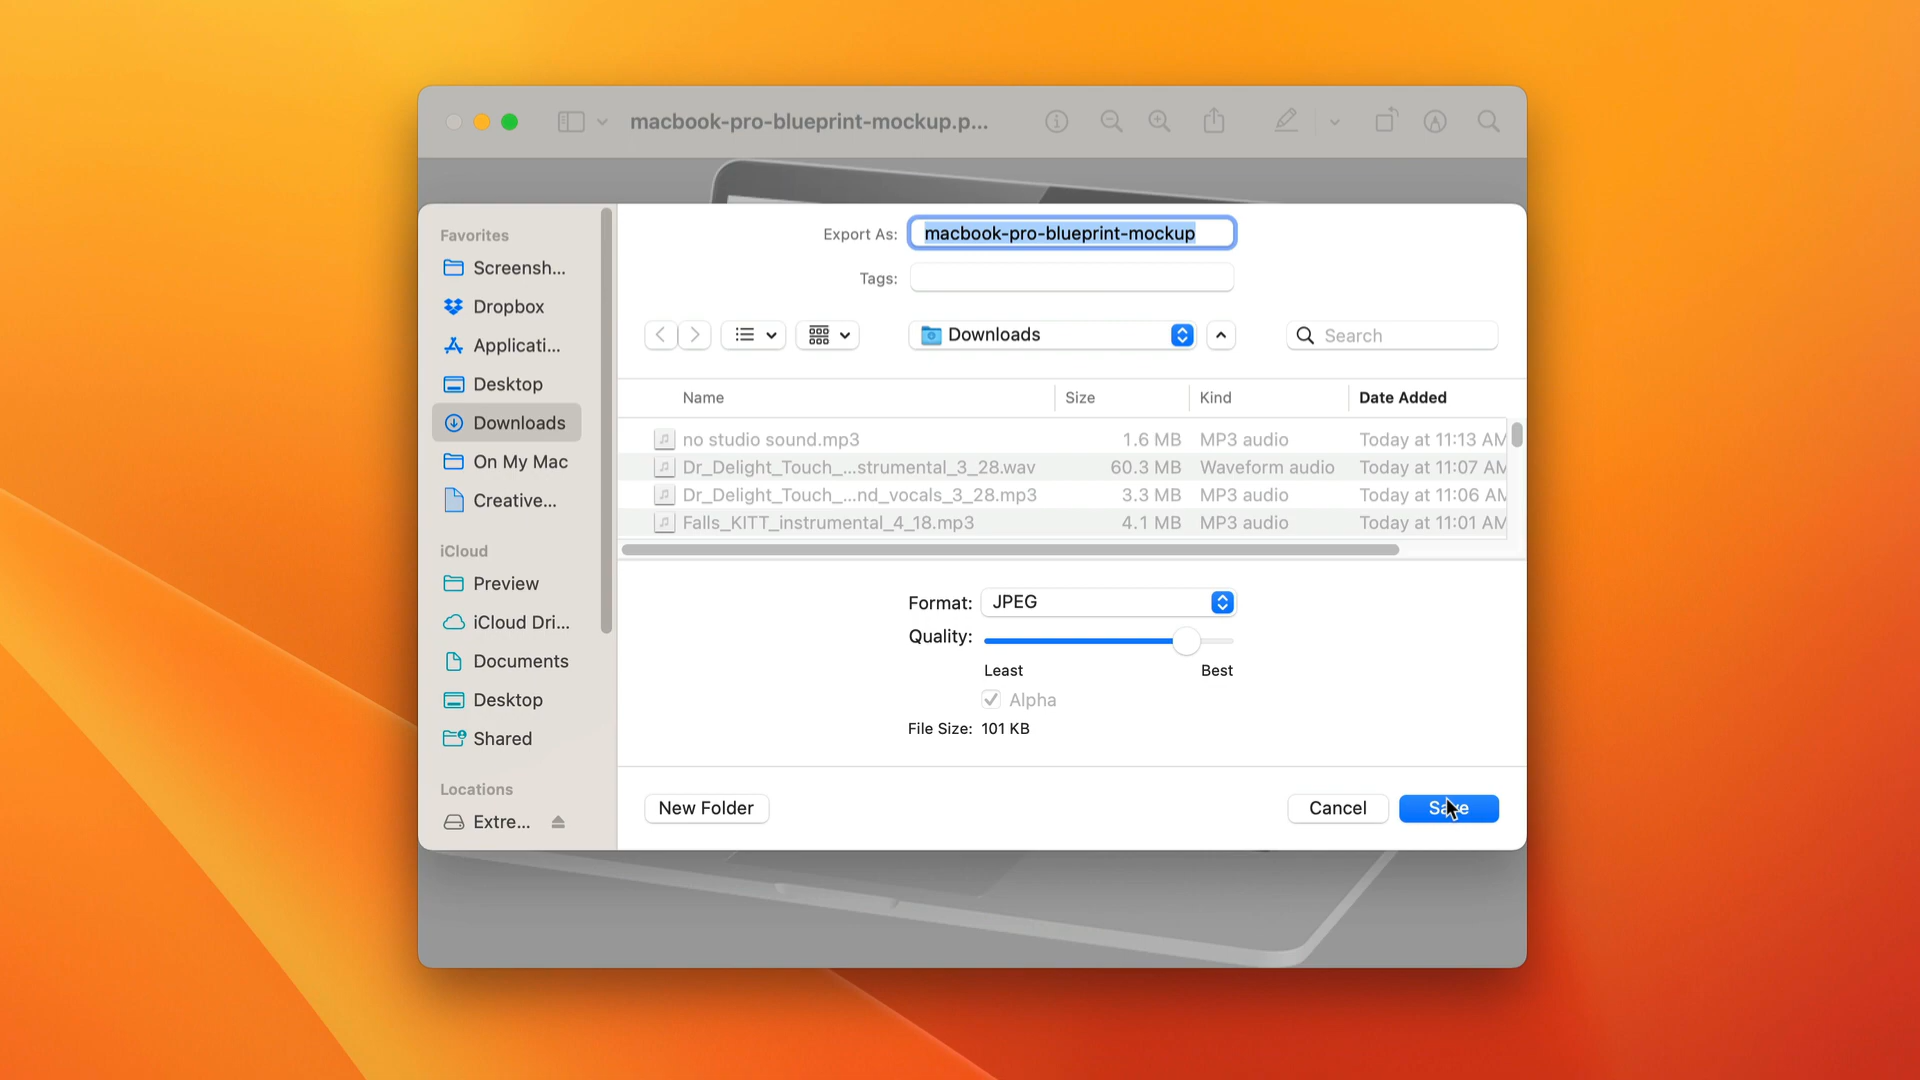 macbook-pro-blueprint-mockup.p...
Favorites
Screensh...
Dropbox
Applicati...
Desktop
Downloads
On My Mac
Creative...
iCloud
Preview
iCloud Dri...
Documents
Desktop
Shared
Locations
Extre...
Export As: macbook-pro-blueprint-mockup
Tags:
Downloads
Search
Name Size Kind Date Added
no studio sound.mp3 1.6 MB MP3 audio Today at 11:13 AM
Dr_Delight_Touch_...strumental_3_28.wav 60.3 MB Waveform audio Today at 11:07 AM
Dr_Delight_Touch_...nd_vocals_3_28.mp3 3.3 MB MP3 audio Today at 11:06 AM
Falls_KITT_instrumental_4_18.mp3 4.1 MB MP3 audio Today at 11:01 AM
Format: JPEG
Quality:
Least Best
Alpha
File Size: 101 KB
New Folder
Cancel
Save